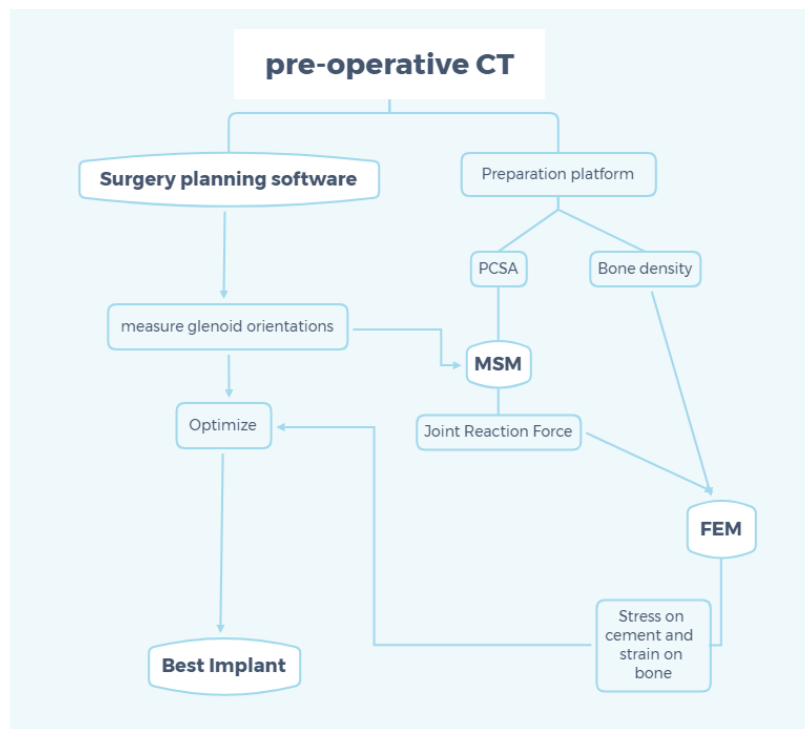 pre-operative CT
Surgery planning software
Preparation platform
PCSA
Bone density
measure glenoid orientations
MSM
Optimize
Joint Reaction Force
FEM
Stress on
cement and
strain on
bone
Best Implant